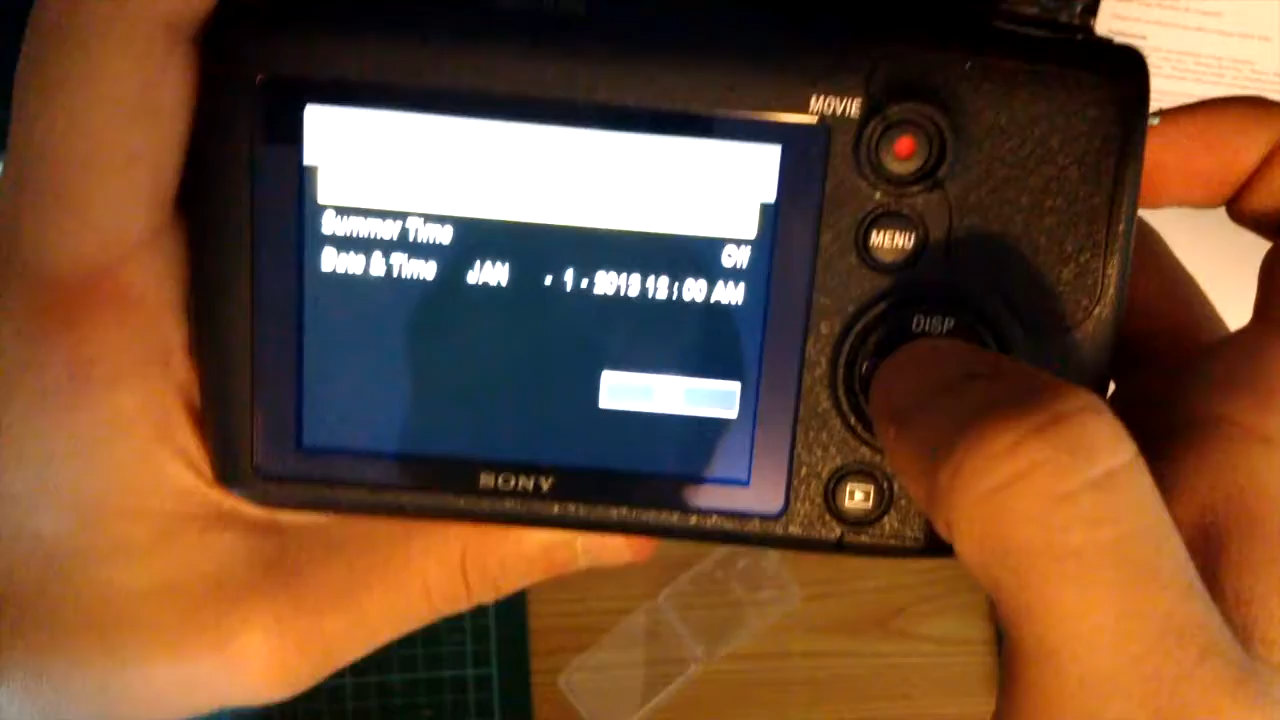 MOVIE
MENU
Summer Time Off
Date & Time JAN - 1 - 2013 12:00 AM
DISP
SONY